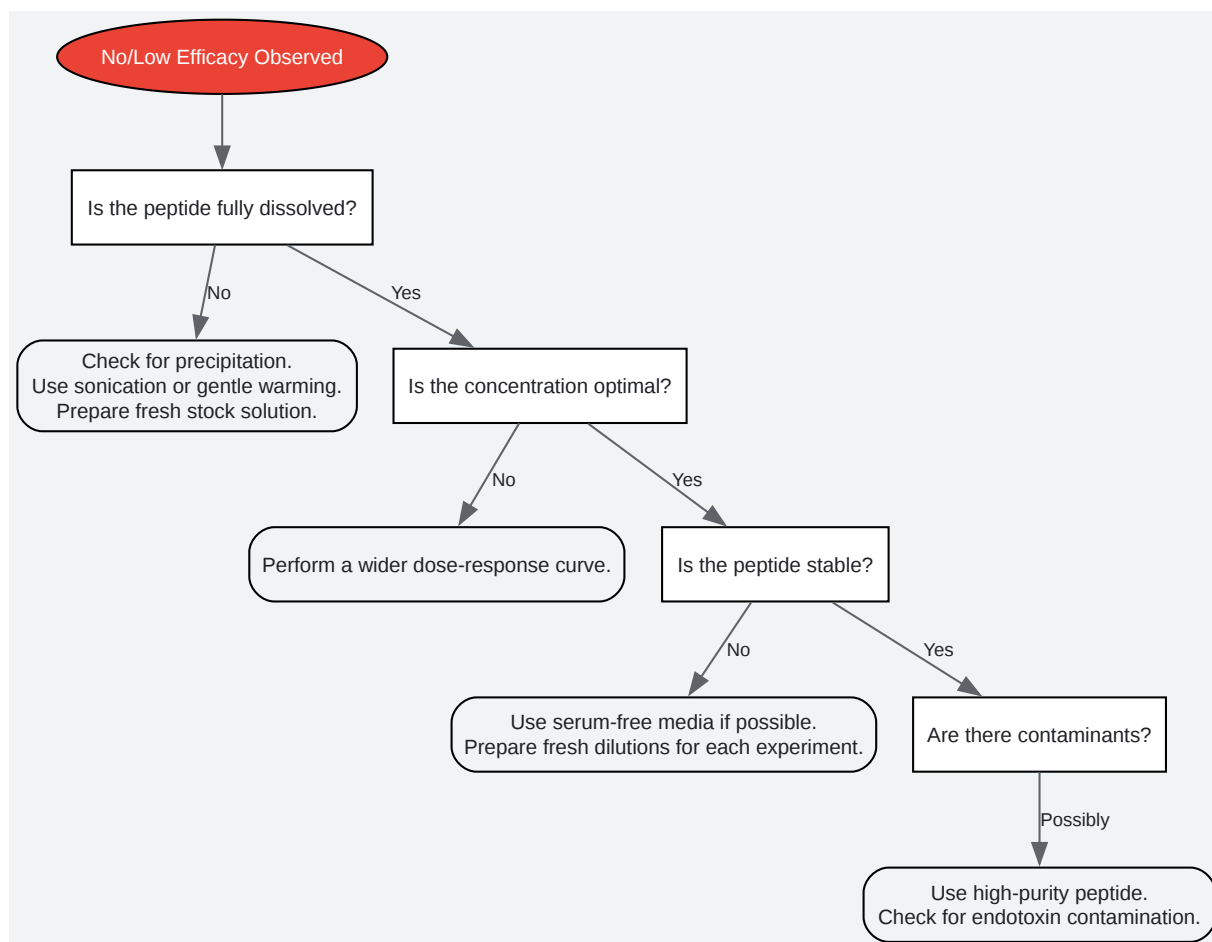 No/Low Efficacy Observed
Is the peptide fully dissolved?
No
Yes
Check for precipitation.
Use sonication or gentle warming.
Prepare fresh stock solution.
Is the concentration optimal?
No
Yes
Perform a wider dose-response curve.
Is the peptide stable?
No
Yes
Use serum-free media if possible.
Prepare fresh dilutions for each experiment.
Are there contaminants?
Possibly
Use high-purity peptide.
Check for endotoxin contamination.